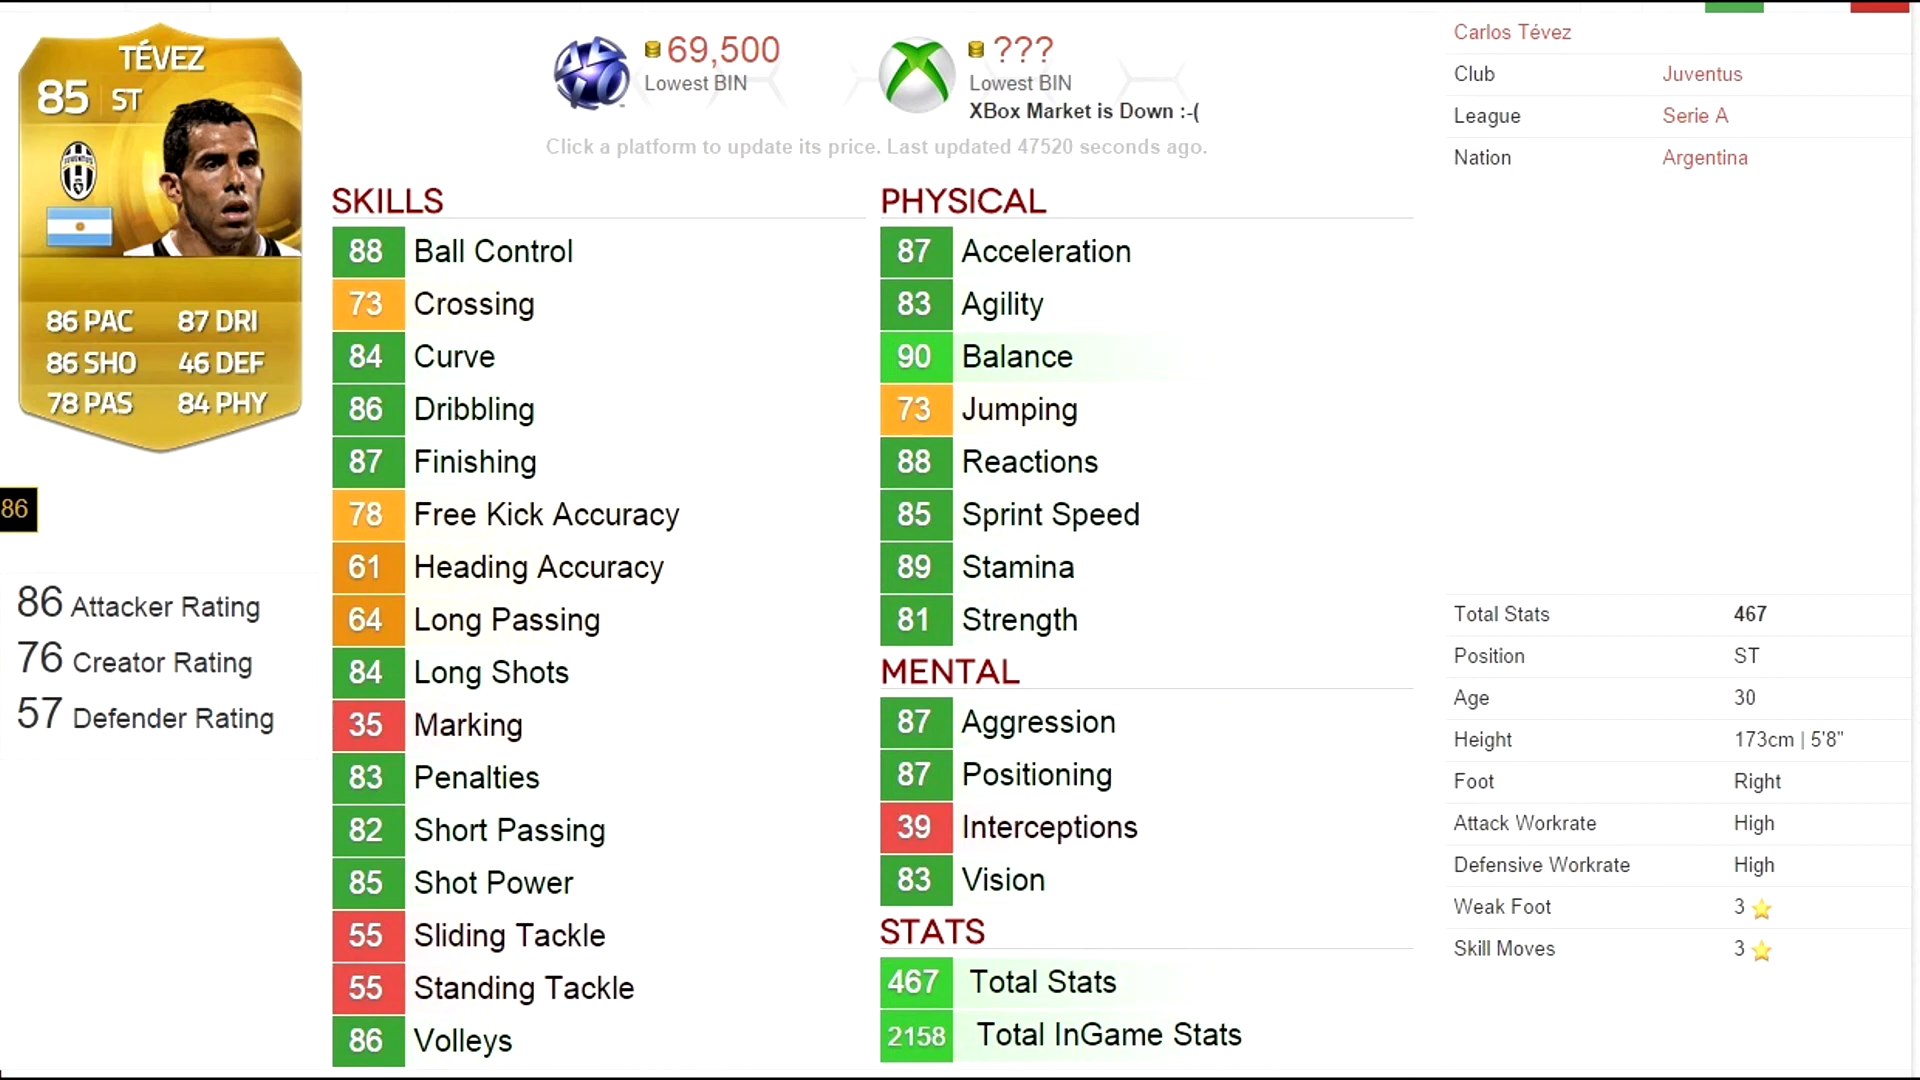 TÉVEZ
85 ST
86 PAC 87 DRI
86 SHO 46 DEF
78 PAS 84 PHY
86
86 Attacker Rating
76 Creator Rating
57 Defender Rating
69,500
Lowest BIN
???
Lowest BIN
XBox Market is Down :-(
Click a platform to update its price. Last updated 47520 seconds ago.
SKILLS
88 Ball Control
73 Crossing
84 Curve
86 Dribbling
87 Finishing
78 Free Kick Accuracy
61 Heading Accuracy
64 Long Passing
84 Long Shots
35 Marking
83 Penalties
82 Short Passing
85 Shot Power
55 Sliding Tackle
55 Standing Tackle
86 Volleys
PHYSICAL
87 Acceleration
83 Agility
90 Balance
73 Jumping
88 Reactions
85 Sprint Speed
89 Stamina
81 Strength
MENTAL
87 Aggression
87 Positioning
39 Interceptions
83 Vision
STATS
467 Total Stats
2158 Total InGame Stats
Carlos Tévez
Club Juventus
League Serie A
Nation Argentina
Total Stats 467
Position ST
Age 30
Height 173cm | 5'8"
Foot Right
Attack Workrate High
Defensive Workrate High
Weak Foot 3
Skill Moves 3